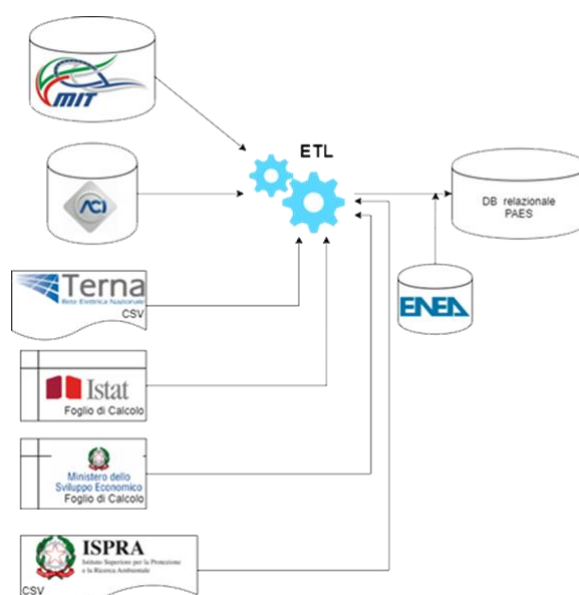 MIT
ETL
ACI
DB relazionale
PAES
Terna
Rete Elettrica Nazionale
CSV
ENEA
Istat
Foglio di Calcolo
Ministero dello
Sviluppo Economico
Foglio di Calcolo
ISPRA
Istituto Superiore per la Protezione
e la Ricerca Ambientale
CSV